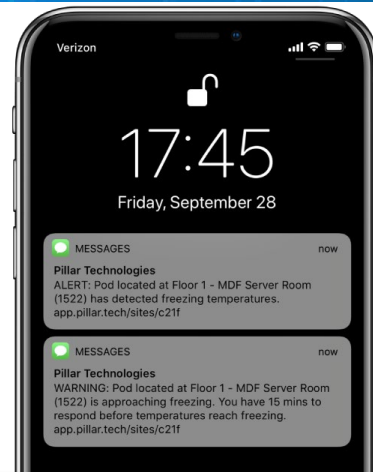 Verizon
17:45
Friday, September 28
MESSAGES now
Pillar Technologies
ALERT: Pod located at Floor 1 - MDF Server Room
(1522) has detected freezing temperatures.
app.pillar.tech/sites/c21f
MESSAGES now
Pillar Technologies
WARNING: Pod located at Floor 1 - MDF Server Room
(1522) is approaching freezing. You have 15 mins to
respond before temperatures reach freezing.
app.pillar.tech/sites/c21f